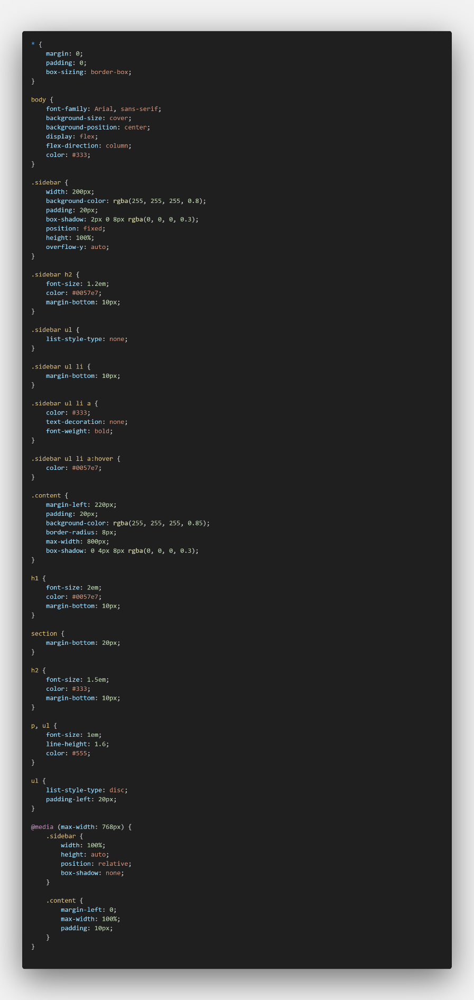 * {
    margin: 0;
    padding: 0;
    box-sizing: border-box;
}

body {
    font-family: Arial, sans-serif;
    background-size: cover;
    background-position: center;
    display: flex;
    flex-direction: column;
    color: #333;
}

.sidebar {
    width: 200px;
    background-color: rgba(255, 255, 255, 0.8);
    padding: 20px;
    box-shadow: 2px 0 8px rgba(0, 0, 0, 0.3);
    position: fixed;
    height: 100%;
    overflow-y: auto;
}

.sidebar h2 {
    font-size: 1.2em;
    color: #0057e7;
    margin-bottom: 10px;
}

.sidebar ul {
    list-style-type: none;
}

.sidebar ul li {
    margin-bottom: 10px;
}

.sidebar ul li a {
    color: #333;
    text-decoration: none;
    font-weight: bold;
}

.sidebar ul li a:hover {
    color: #0057e7;
}

.content {
    margin-left: 220px;
    padding: 20px;
    background-color: rgba(255, 255, 255, 0.85);
    border-radius: 8px;
    max-width: 800px;
    box-shadow: 0 4px 8px rgba(0, 0, 0, 0.3);
}

h1 {
    font-size: 2em;
    color: #0057e7;
    margin-bottom: 10px;
}

section {
    margin-bottom: 20px;
}

h2 {
    font-size: 1.5em;
    color: #333;
    margin-bottom: 10px;
}

p, ul {
    font-size: 1em;
    line-height: 1.6;
    color: #555;
}

ul {
    list-style-type: disc;
    padding-left: 20px;
}

@media (max-width: 768px) {
    .sidebar {
        width: 100%;
        height: auto;
        position: relative;
        box-shadow: none;
    }

    .content {
        margin-left: 0;
        max-width: 100%;
        padding: 10px;
    }
}